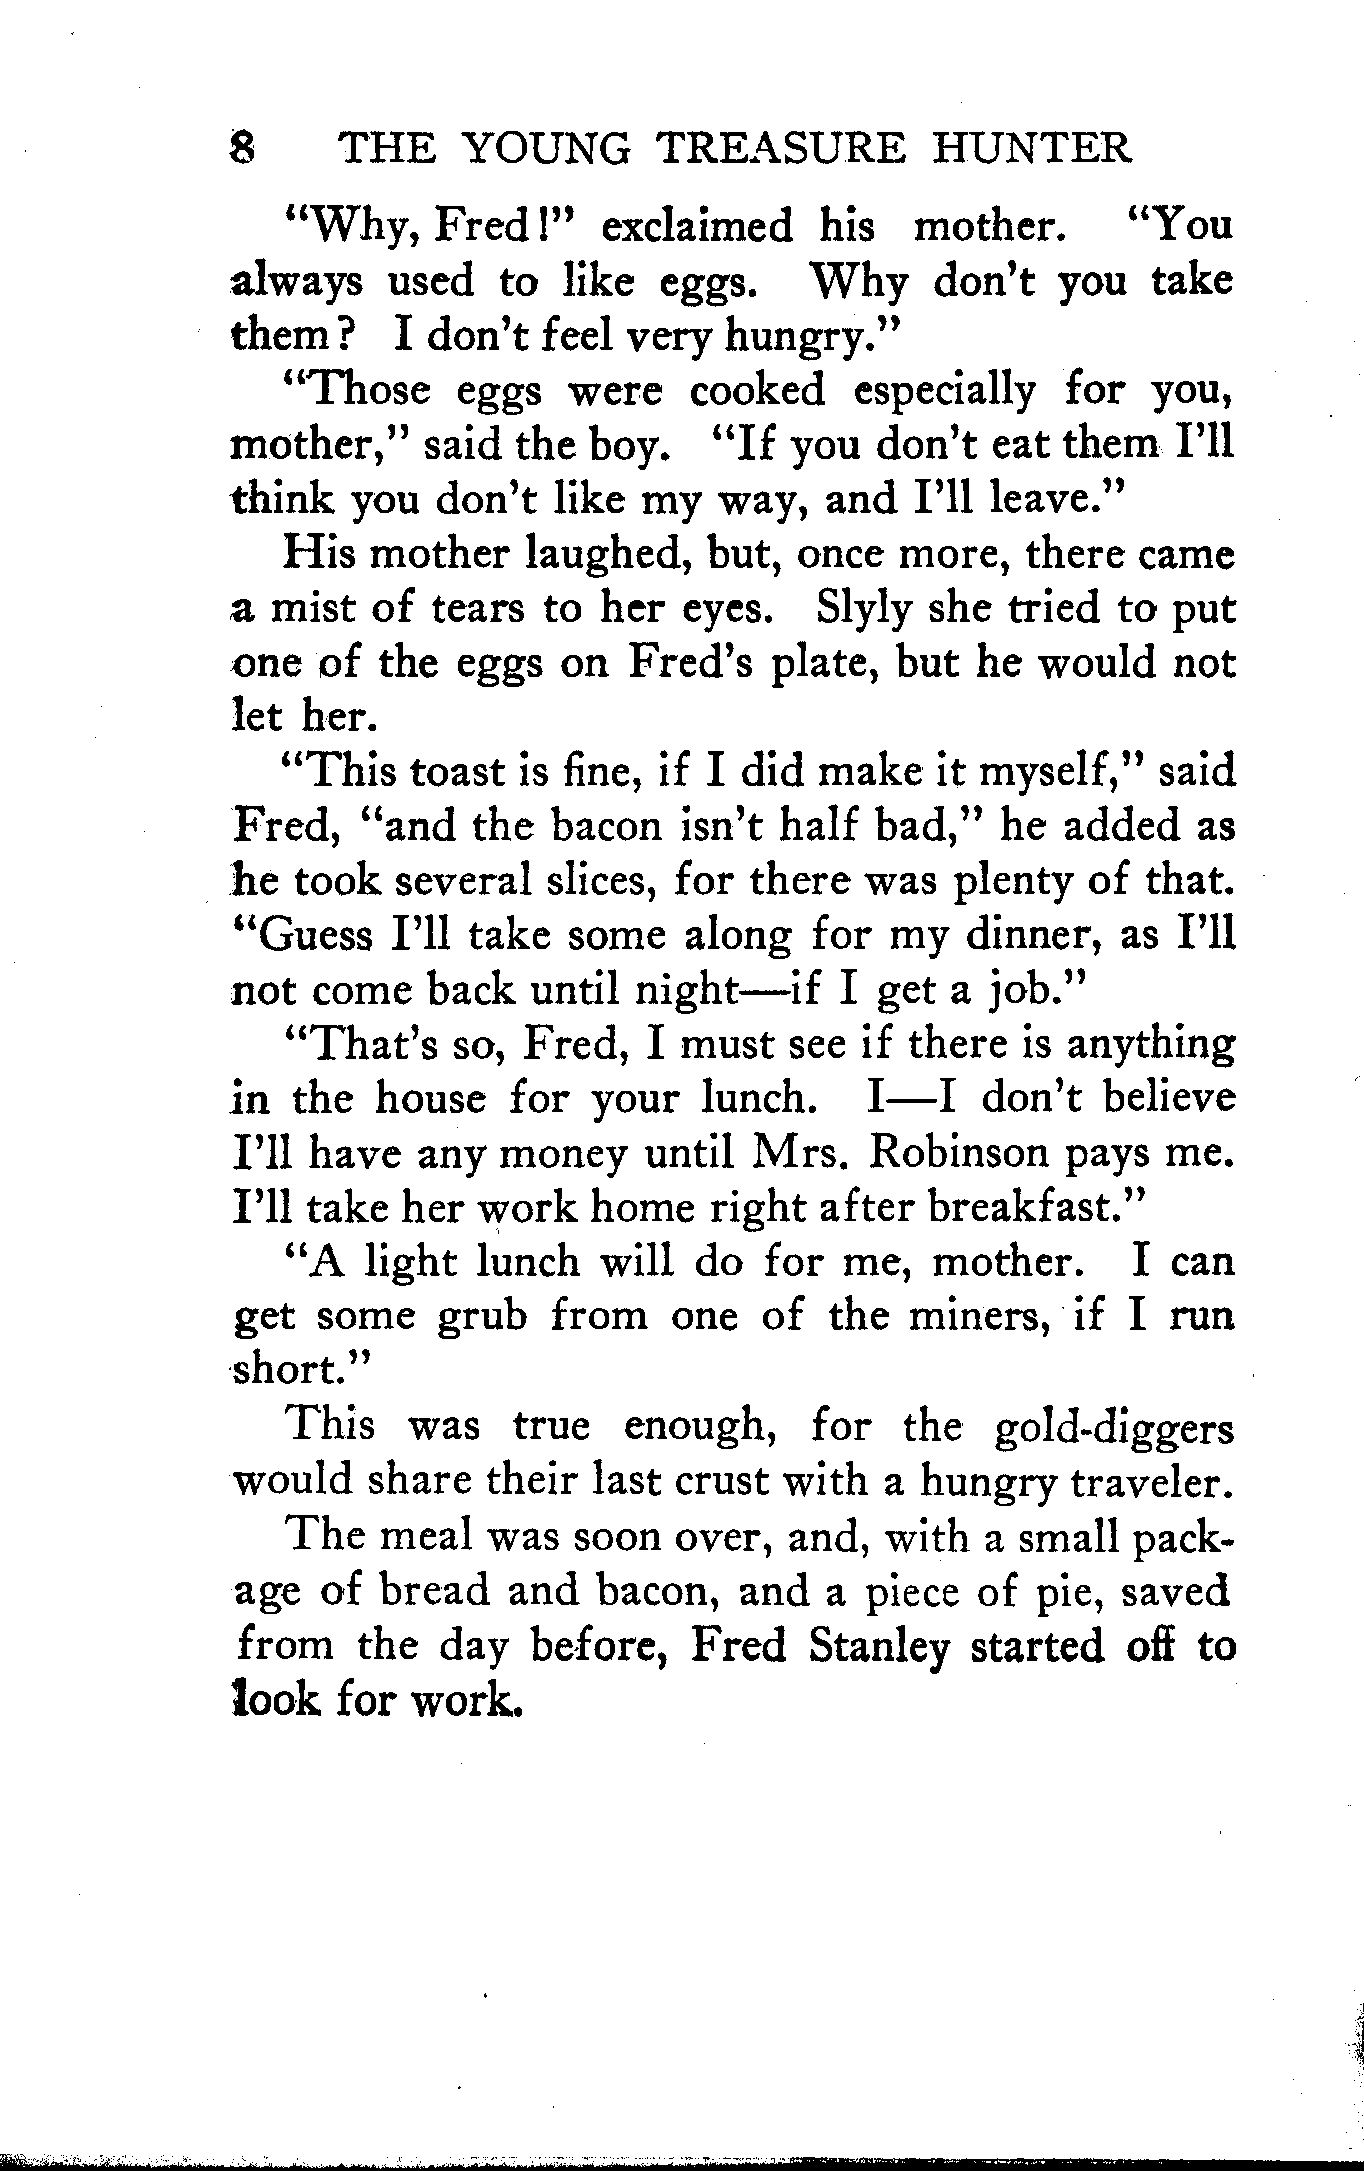 8 THE YOUNG TREASURE HUNTER
“Why, Fred!” exclaimed his mother. “You
always used to like eggs. Why don’t you take
them? I don’t feel very hungry.”
“Those eggs were cooked especially for you,
mother,” said the boy. “If you don’t eat them I’ll
think you don’t like my way, and I’ll leave.”
His mother laughed, but, once more, there came
a mist of tears to her eyes. Slyly she tried to put
one of the eggs on Fred’s plate, but he would not
let her.
“This toast is fine, if I did make it myself,” said
Fred, “and the bacon isn’t half bad,” he added as
he took several slices, for there was plenty of that.
“Guess I’ll take some along for my dinner, as I’ll
not come back until night—if I get a job.”
“That’s so, Fred, I must see if there is anything
in the house for your lunch. I—I don’t believe
I’ll have any money until Mrs. Robinson pays me.
I’ll take her work home right after breakfast.”
“A light lunch will do for me, mother. I can
get some grub from one of the miners, if I run
short.”
This was true enough, for the gold-diggers
would share their last crust with a hungry traveler.
The meal was soon over, and, with a small pack-
age of bread and bacon, and a piece of pie, saved
from the day before, Fred Stanley started off to
look for work.